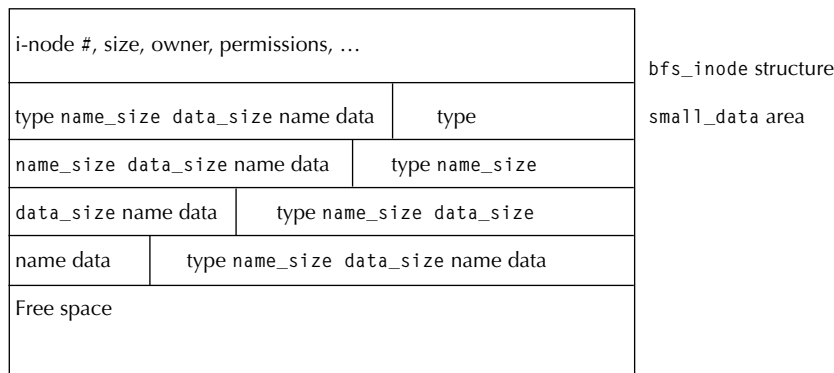 i-node #, size, owner, permissions, …
bfs_inode structure
type name_size data_size name data type
small_data area
name_size data_size name data type name_size
data_size name data type name_size data_size
name data type name_size data_size name data
Free space